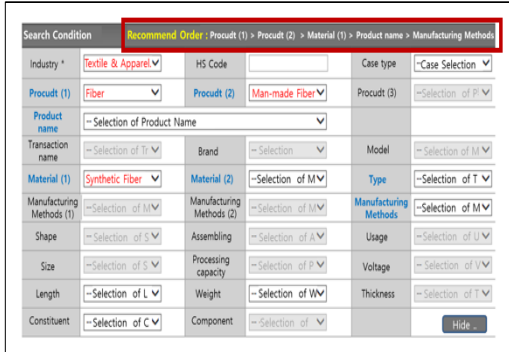 Search Condition Recommend Order : Procudt (1) > Procudt (2) > Material (1) > Product name > Manufacturing Methods
Industry * Textile & Apparel. HS Code Case type --Case Selection
Procudt (1) Fiber Procudt (2) Man-made Fiber Procudt (3) --Selection of Pl
Product name -- Selection of Product Name
Transaction name -- Selection of Tr Brand -- Selection Model -- Selection of M
Material (1) Synthetic Fiber Material (2) --Selection of M Type --Selection of T
Manufacturing Methods (1) --Selection of M Manufacturing Methods (2) --Selection of M Manufacturing Methods --Selection of M
Shape --Selection of S Assembling --Selection of A Usage --Selection of U
Size --Selection of S Processing capacity --Selection of P Voltage --Selection of V
Length --Selection of L Weight --Selection of W Thickness --Selection of T
Constituent --Selection of C Component --Selection of Hide ..